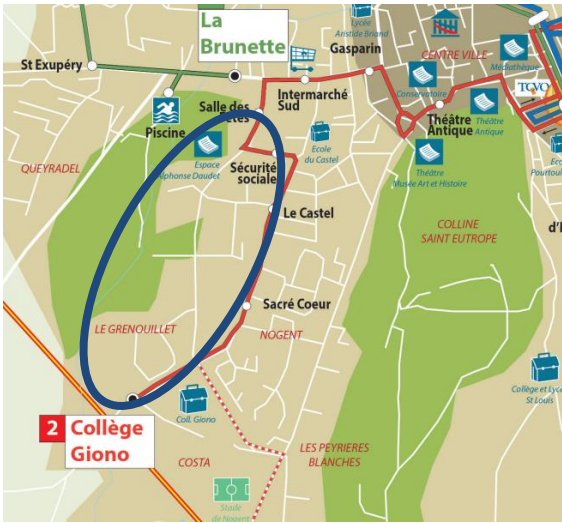 La
Brunette
Lycée
Aristide Briand
St Exupéry
Gasparin
CENTRE VILLE
Médiathèque
Intermarché
Sud
Conservatoire
Salle des
Piscine
Ecole
du Castel
Théâtre
Antique
Théâtre
Antique
Espace
Alphonse Daudet
Sécurité
sociale
Théâtre
Musée Art et Histoire
QUEYRADEL
Le Castel
COLLINE
SAINT EUTROPE
Sacré Coeur
LE GRENOUILLET
NOGENT
2 Collège
Giono
Coll. Giono
Collège et Lycée
St Louis
COSTA
LES PEYRIERES
BLANCHES
Stade
de Nogent